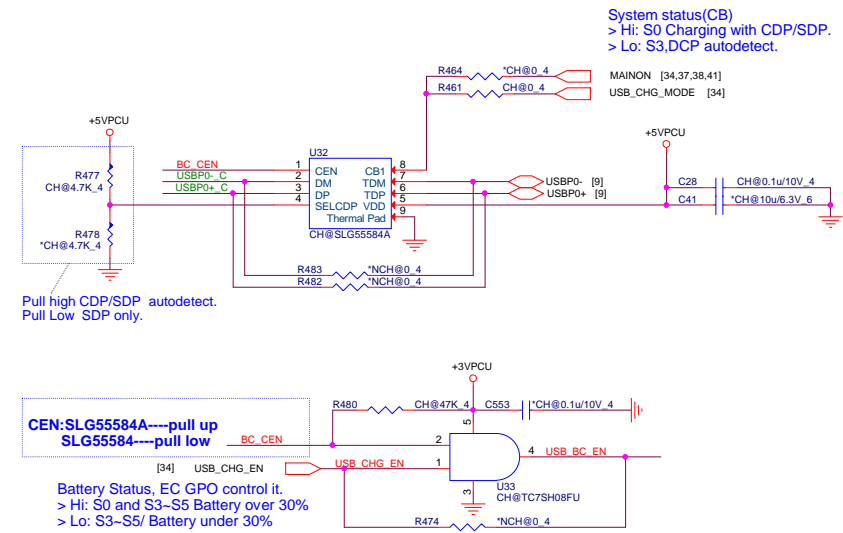 System status(CB)
> Hi: S0 Charging with CDP/SDP.
> Lo: S3,DCP autodetect.
R464 *CH@0_4 MAINON [34,37,38,41]
R461 CH@0_4 USB_CHG_MODE [34]
+5VPCU
+5VPCU
U32
BC_CEN 1 CEN CB1 8
USBP0-_C 2 DM TDM 7 USBP0- [9]
USBP0+_C 3 DP TDP 6 USBP0+ [9]
4 SELCDP VDD 5
Thermal Pad 9
CH@SLG55584A
R477
CH@4.7K_4
R478
*CH@4.7K_4
C28 CH@0.1u/10V_4
C41 *CH@10u/6.3V_6
R483 *NCH@0_4
R482 *NCH@0_4
Pull high CDP/SDP autodetect.
Pull Low SDP only.
+3VPCU
R480 CH@47K_4 C553 *CH@0.1u/10V_4
CEN:SLG55584A----pull up
SLG55584----pull low
BC_CEN 2
5
4 USB_BC_EN
[34] USB_CHG_EN USB_CHG_EN 1
3
U33
CH@TC7SH08FU
Battery Status, EC GPO control it.
> Hi: S0 and S3~S5 Battery over 30%
> Lo: S3~S5/ Battery under 30%
R474 *NCH@0_4